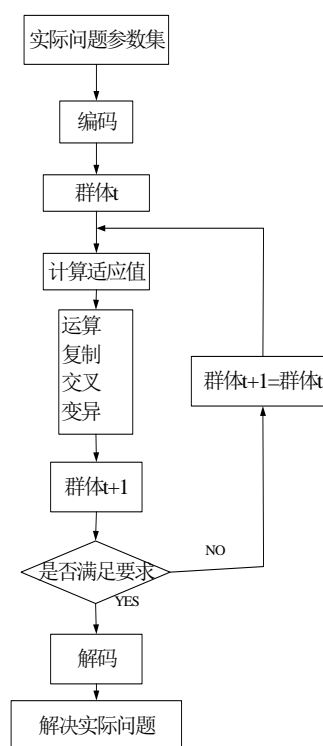 实际问题参数集
编码
群体t
计算适应值
运算
复制
交叉
变异
群体t+1=群体t
群体t+1
是否满足要求
NO
YES
解码
解决实际问题